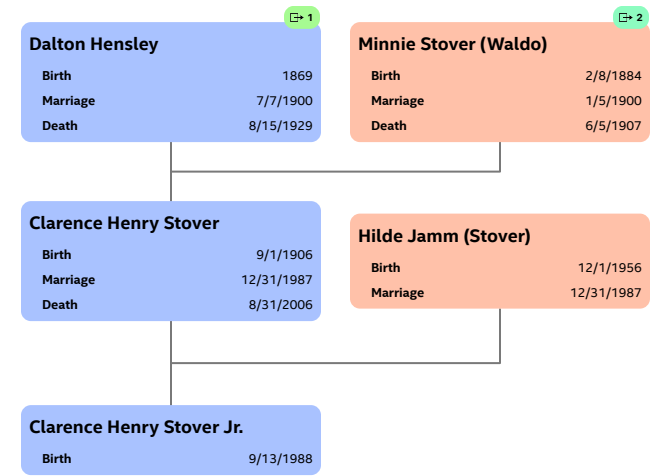 1
Dalton Hensley
Birth 1869
Marriage 7/7/1900
Death 8/15/1929
2
Minnie Stover (Waldo)
Birth 2/8/1884
Marriage 1/5/1900
Death 6/5/1907
Clarence Henry Stover
Birth 9/1/1906
Marriage 12/31/1987
Death 8/31/2006
Hilde Jamm (Stover)
Birth 12/1/1956
Marriage 12/31/1987
Clarence Henry Stover Jr.
Birth 9/13/1988